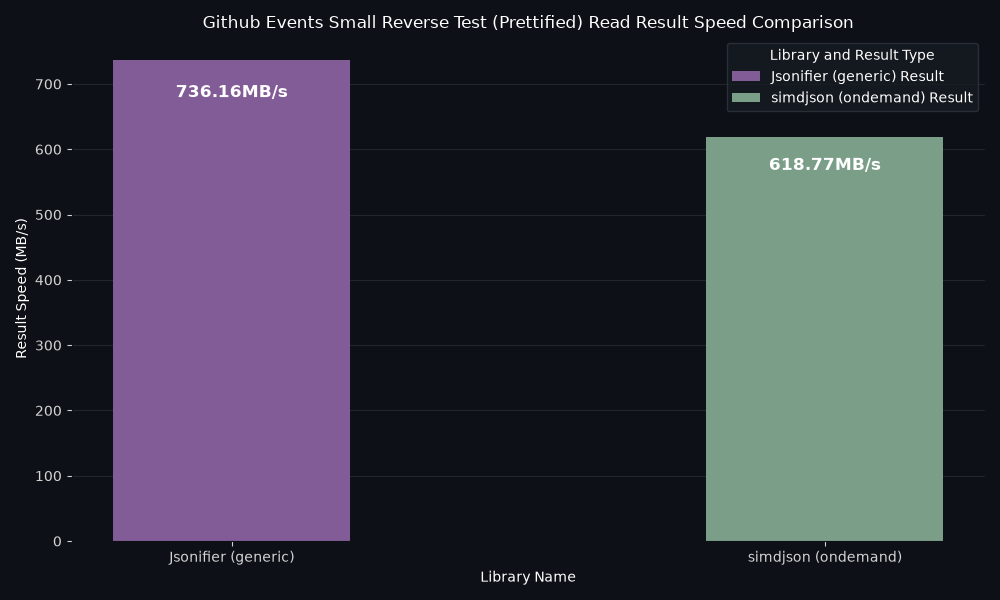 Github Events Small Reverse Test (Prettified) Read Result Speed Comparison
Library and Result Type
Jsonifier (generic) Result
simdjson (ondemand) Result
736.16MB/s
618.77MB/s
Result Speed (MB/s)
700
600
500
400
300
200
100
0
Jsonifier (generic)
simdjson (ondemand)
Library Name